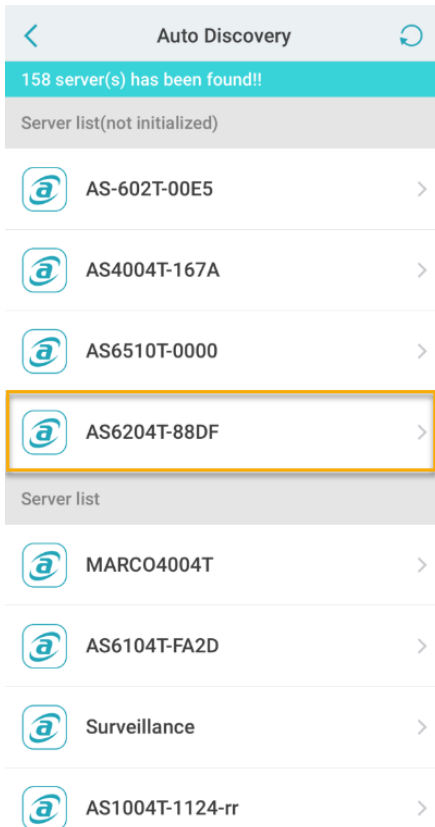 Auto Discovery
158 server(s) has been found!!
Server list(not initialized)
AS-602T-00E5
AS4004T-167A
AS6510T-0000
AS6204T-88DF
Server list
MARCO4004T
AS6104T-FA2D
Surveillance
AS1004T-1124-rr